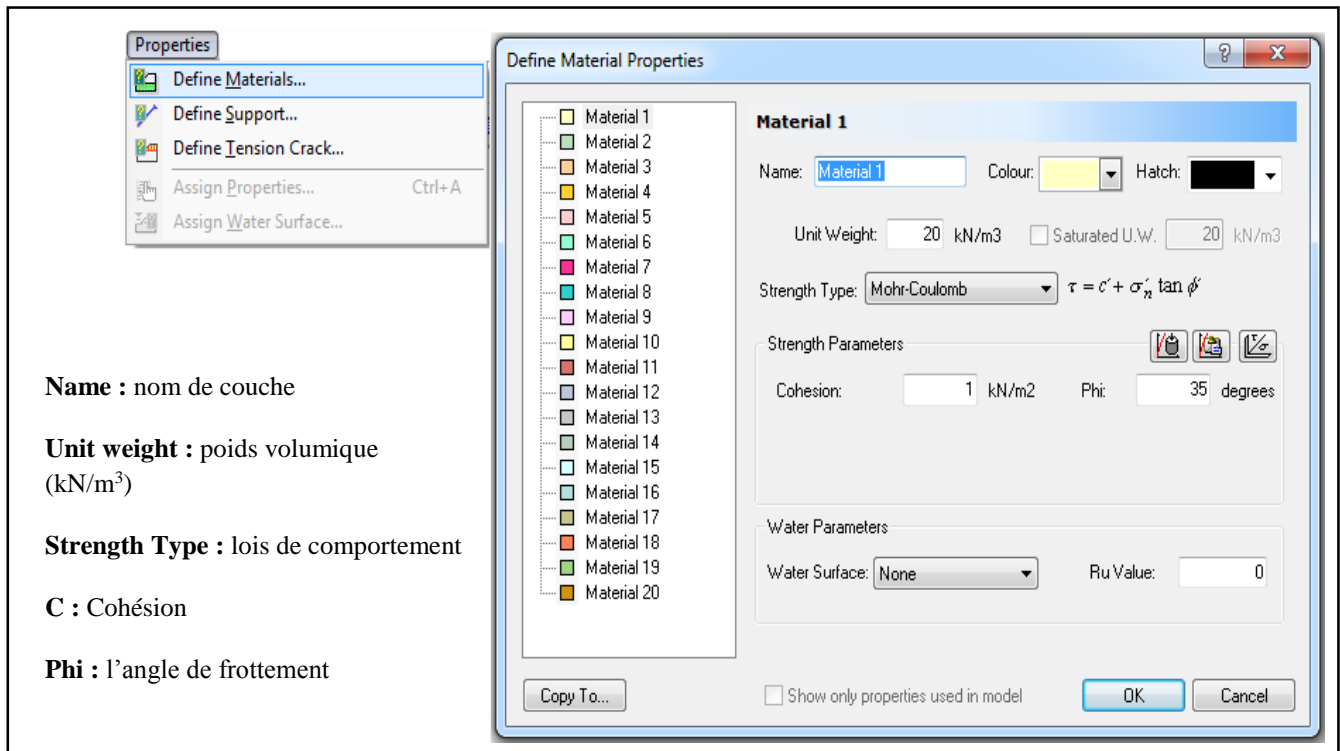 Properties
Define Materials...
Define Support...
Define Tension Crack...
Assign Properties... Ctrl+A
Assign Water Surface...
Name : nom de couche
Unit weight : poids volumique
(kN/m³)
Strength Type : lois de comportement
C : Cohésion
Phi : l’angle de frottement
Define Material Properties
Material 1
Material 2
Material 3
Material 4
Material 5
Material 6
Material 7
Material 8
Material 9
Material 10
Material 11
Material 12
Material 13
Material 14
Material 15
Material 16
Material 17
Material 18
Material 19
Material 20
Material 1
Name: Material 1 Colour: Hatch:
Unit Weight: 20 kN/m3 Saturated U.W. 20 kN/m3
Strength Type: Mohr-Coulomb τ = c′ + σ′n tan ϕ′
Strength Parameters
Cohesion: 1 kN/m2 Phi: 35 degrees
Water Parameters
Water Surface: None Ru Value: 0
Copy To... Show only properties used in model OK Cancel